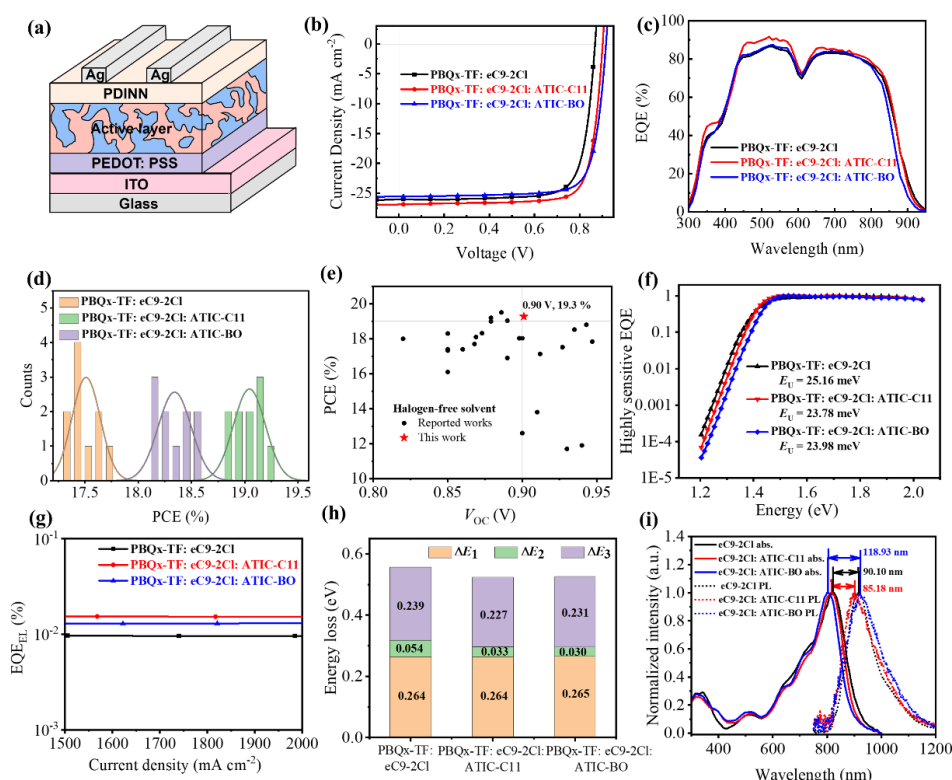 (a)
Ag
Ag
PDINN
Active layer
PEDOT: PSS
ITO
Glass
(b)
Current Density (mA cm⁻²)
0
-5
-10
-15
-20
-25
PBQx-TF: eC9-2Cl
PBQx-TF: eC9-2Cl: ATIC-C11
PBQx-TF: eC9-2Cl: ATIC-BO
0.0 0.2 0.4 0.6 0.8
Voltage (V)
(c)
EQE (%)
100
80
60
40
20
0
PBQx-TF: eC9-2Cl
PBQx-TF: eC9-2Cl: ATIC-C11
PBQx-TF: eC9-2Cl: ATIC-BO
300 400 500 600 700 800 900
Wavelength (nm)
(d)
Counts
5
4
3
2
1
0
PBQx-TF: eC9-2Cl
PBQx-TF: eC9-2Cl: ATIC-C11
PBQx-TF: eC9-2Cl: ATIC-BO
17.5 18.0 18.5 19.0 19.5
PCE (%)
(e)
PCE (%)
20
18
16
14
12
10
0.90 V, 19.3 %
Halogen-free solvent
Reported works
This work
0.80 0.85 0.90 0.95
VOC (V)
(f)
Highly sensitive EQE
1
0.1
0.01
0.001
1E-4
1E-5
PBQx-TF: eC9-2Cl
EU = 25.16 meV
PBQx-TF: eC9-2Cl: ATIC-C11
EU = 23.78 meV
PBQx-TF: eC9-2Cl: ATIC-BO
EU = 23.98 meV
1.2 1.4 1.6 1.8 2.0
Energy (eV)
(g)
EQEEL (%)
10⁻¹
10⁻²
10⁻³
PBQx-TF: eC9-2Cl
PBQx-TF: eC9-2Cl: ATIC-C11
PBQx-TF: eC9-2Cl: ATIC-BO
1500 1600 1700 1800 1900 2000
Current density (mA cm⁻²)
(h)
Energy loss (eV)
0.6
0.4
0.2
0.0
ΔE1 ΔE2 ΔE3
0.239 0.227 0.231
0.054 0.033 0.030
0.264 0.264 0.265
PBQx-TF: PBQx-TF: eC9-2Cl: PBQx-TF: eC9-2Cl:
eC9-2Cl ATIC-C11 ATIC-BO
(i)
Normalized intensity (a.u.)
1.0
0.8
0.6
0.4
0.2
0.0
eC9-2Cl abs.
eC9-2Cl: ATIC-C11 abs.
eC9-2Cl: ATIC-BO abs.
eC9-2Cl PL
eC9-2Cl: ATIC-C11 PL
eC9-2Cl: ATIC-BO PL
118.93 nm
90.10 nm
85.18 nm
400 600 800 1000 1200
Wavelength (nm)